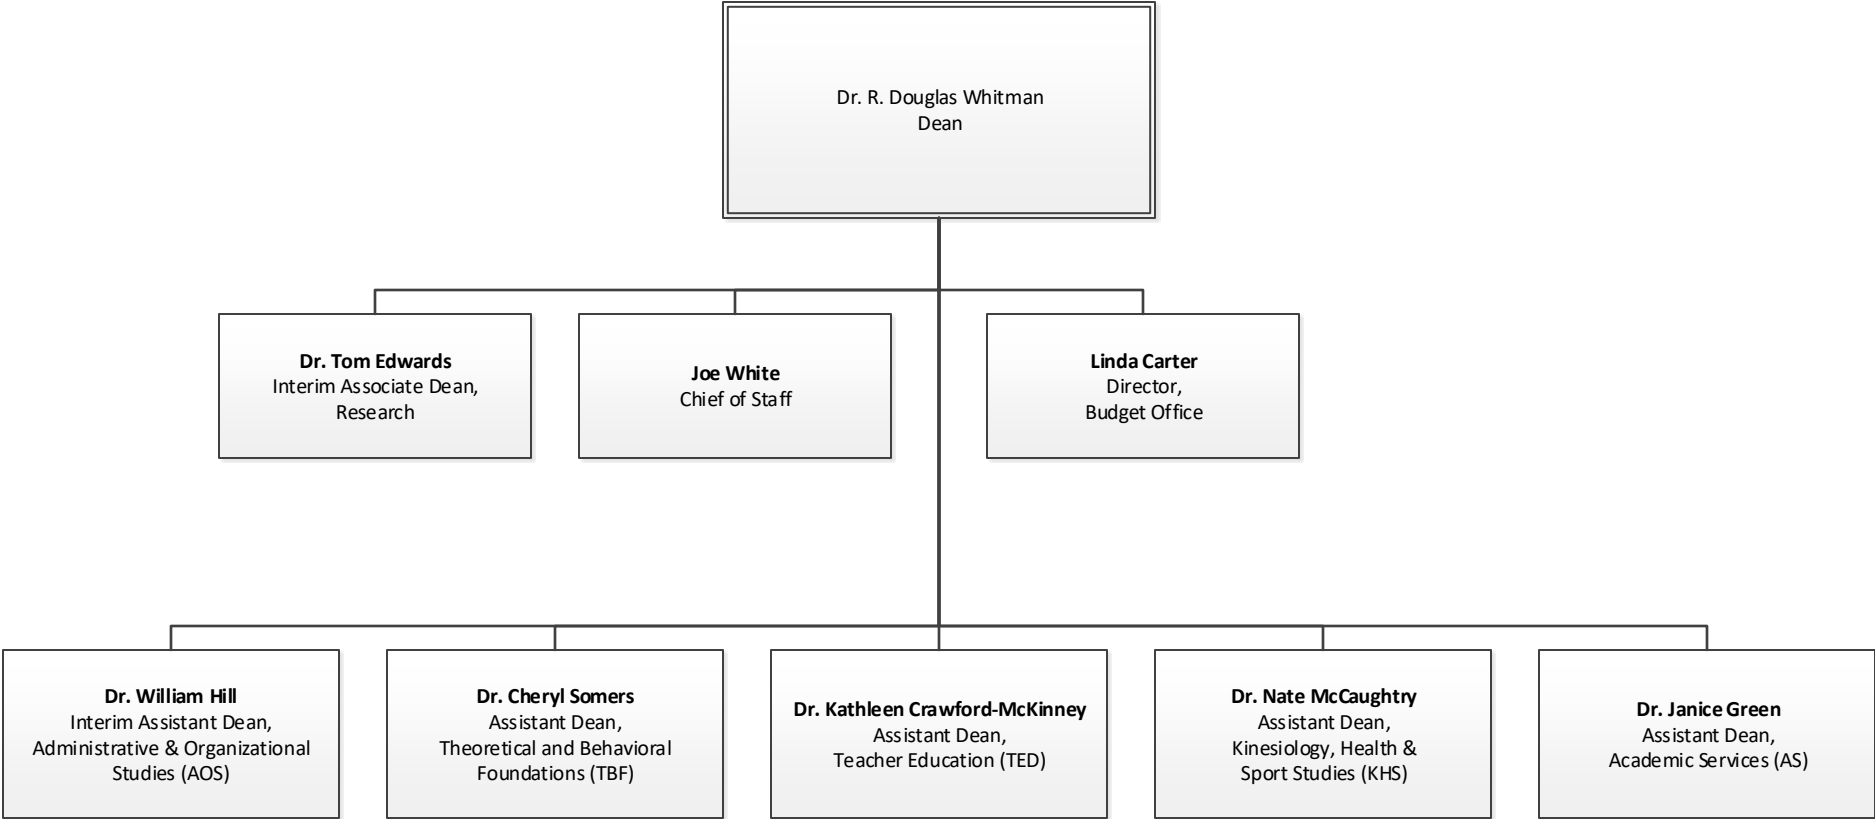 Dr. R. Douglas Whitman
Dean
Dr. Tom Edwards
Interim Associate Dean,
Research
Joe White
Chief of Staff
Linda Carter
Director,
Budget Office
Dr. William Hill
Interim Assistant Dean,
Administrative & Organizational
Studies (AOS)
Dr. Cheryl Somers
Assistant Dean,
Theoretical and Behavioral
Foundations (TBF)
Dr. Kathleen Crawford-McKinney
Assistant Dean,
Teacher Education (TED)
Dr. Nate McCaughtry
Assistant Dean,
Kinesiology, Health &
Sport Studies (KHS)
Dr. Janice Green
Assistant Dean,
Academic Services (AS)